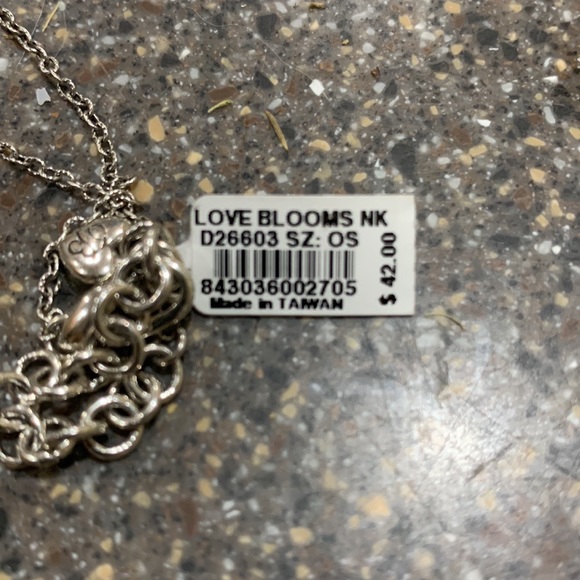 LOVE BLOOMS NK
D26603 SZ: OS
843036002705
Made in TAIWAN
$ 42.00